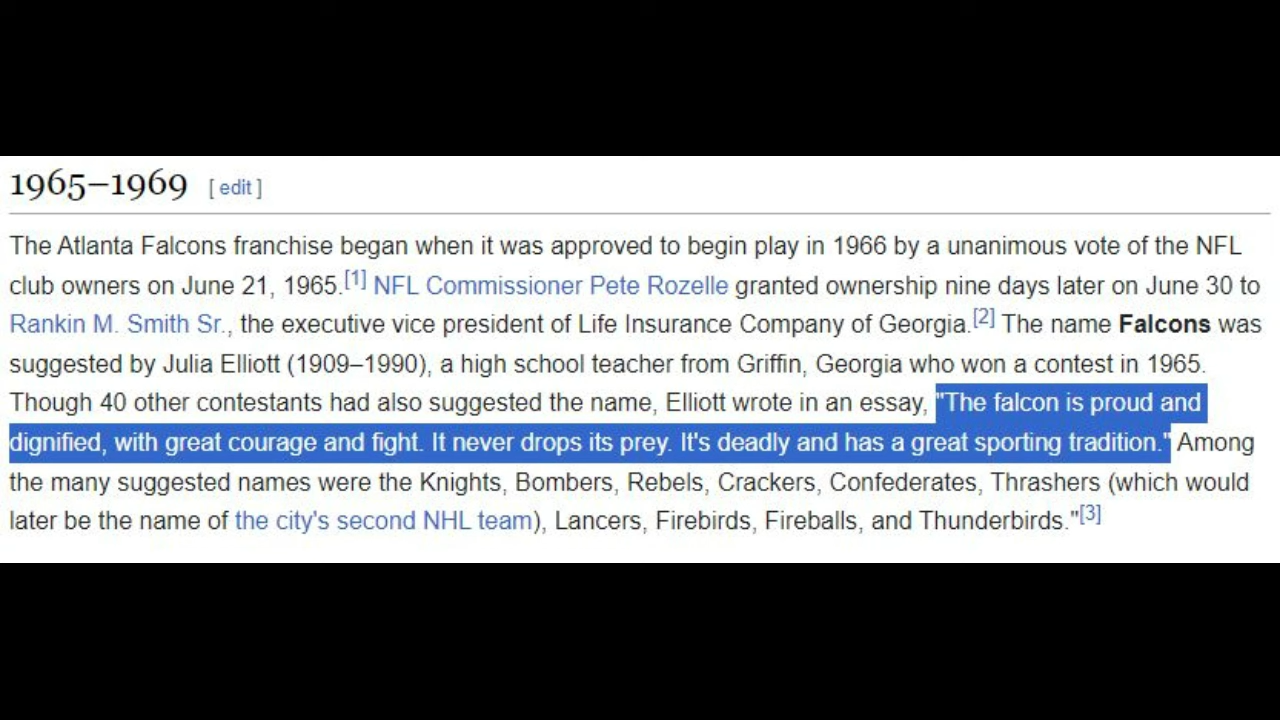 1965–1969 [ edit ]
The Atlanta Falcons franchise began when it was approved to begin play in 1966 by a unanimous vote of the NFL
club owners on June 21, 1965.[1] NFL Commissioner Pete Rozelle granted ownership nine days later on June 30 to
Rankin M. Smith Sr., the executive vice president of Life Insurance Company of Georgia.[2] The name Falcons was
suggested by Julia Elliott (1909–1990), a high school teacher from Griffin, Georgia who won a contest in 1965.
Though 40 other contestants had also suggested the name, Elliott wrote in an essay, "The falcon is proud and
dignified, with great courage and fight. It never drops its prey. It's deadly and has a great sporting tradition." Among
the many suggested names were the Knights, Bombers, Rebels, Crackers, Confederates, Thrashers (which would
later be the name of the city's second NHL team), Lancers, Firebirds, Fireballs, and Thunderbirds."[3]